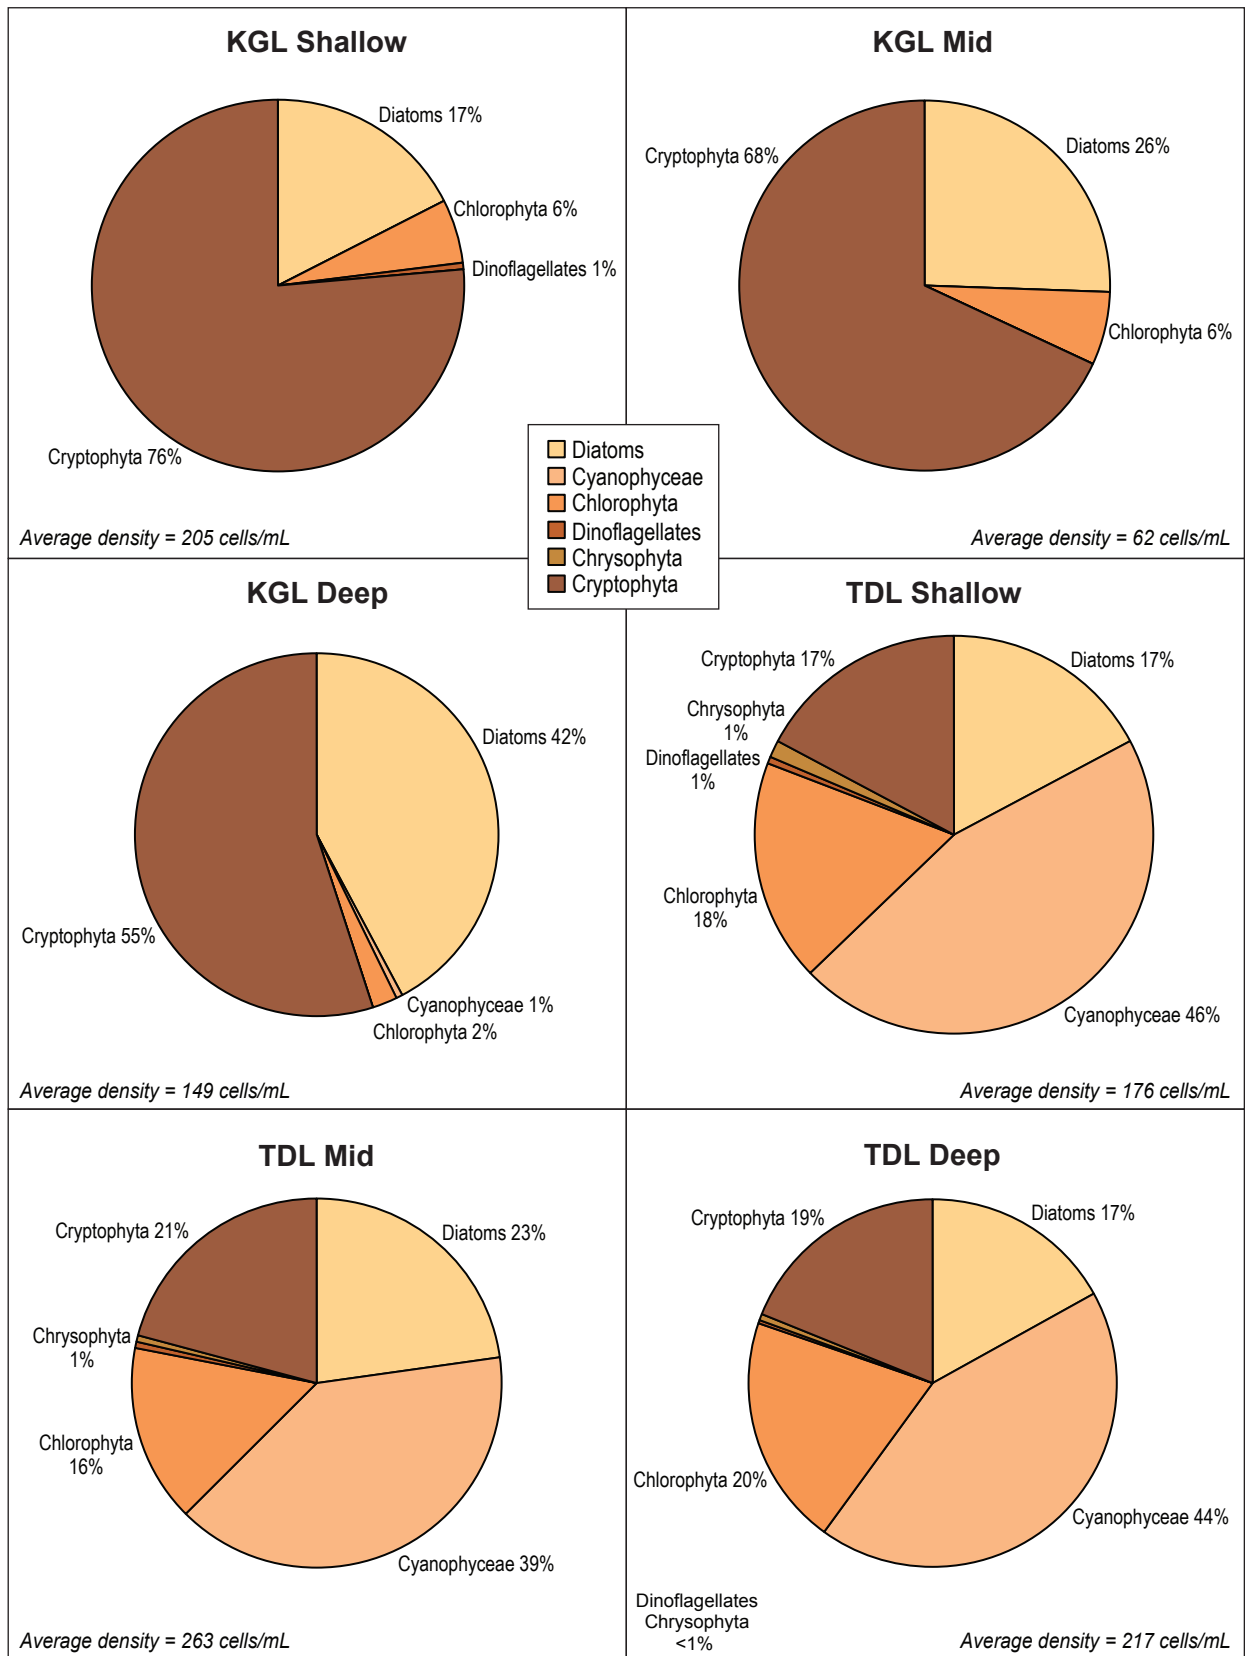 KGL Shallow
Diatoms 17%
Chlorophyta 6%
Dinoflagellates 1%
Cryptophyta 76%
Average density = 205 cells/mL
KGL Mid
Cryptophyta 68%
Diatoms 26%
Chlorophyta 6%
Average density = 62 cells/mL
Diatoms
Cyanophyceae
Chlorophyta
Dinoflagellates
Chrysophyta
Cryptophyta
KGL Deep
Diatoms 42%
Cryptophyta 55%
Cyanophyceae 1%
Chlorophyta 2%
Average density = 149 cells/mL
TDL Shallow
Cryptophyta 17%
Diatoms 17%
Chrysophyta
1%
Dinoflagellates
1%
Chlorophyta
18%
Cyanophyceae 46%
Average density = 176 cells/mL
TDL Mid
Cryptophyta 21%
Diatoms 23%
Chrysophyta
1%
Chlorophyta
16%
Cyanophyceae 39%
Average density = 263 cells/mL
TDL Deep
Cryptophyta 19%
Diatoms 17%
Chlorophyta 20%
Cyanophyceae 44%
Dinoflagellates
Chrysophyta
<1%
Average density = 217 cells/mL